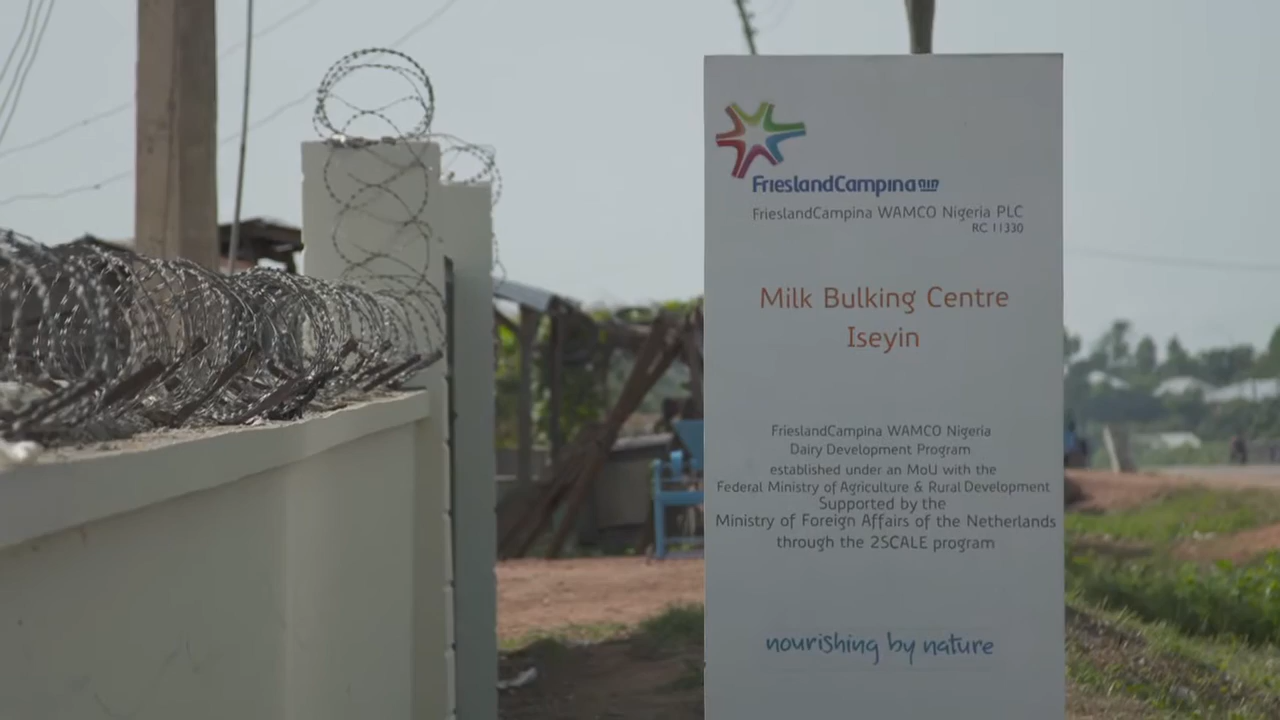 FrieslandCampina
FrieslandCampina WAMCO Nigeria PLC
RC 11330
Milk Bulking Centre
Iseyin
FrieslandCampina WAMCO Nigeria
Dairy Development Program
established under an MoU with the
Federal Ministry of Agriculture & Rural Development
Supported by the
Ministry of Foreign Affairs of the Netherlands
through the 2SCALE program
nourishing by nature